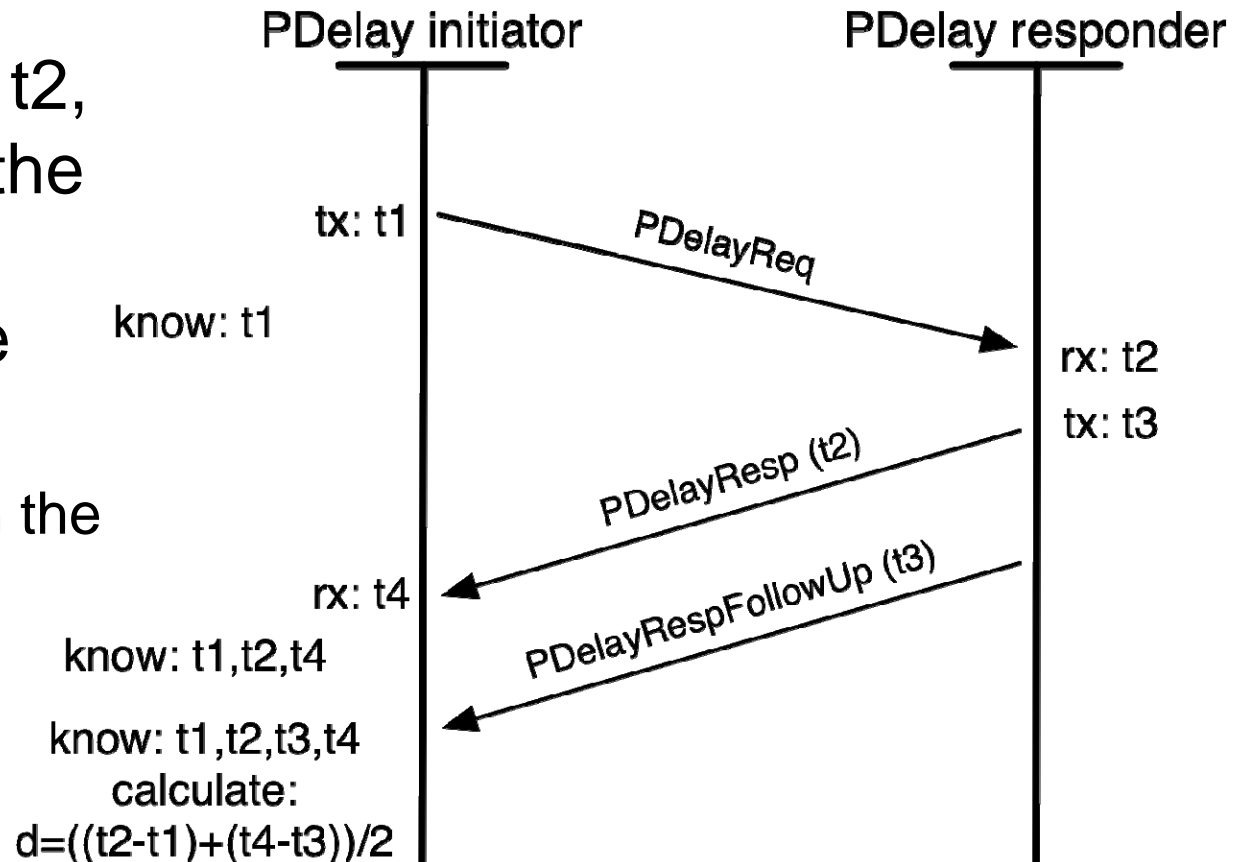 PDelay initiator
PDelay responder
t2,
the
tx: t1
PDelayReq
know: t1
rx: t2
tx: t3
PDelayResp (t2)
the
rx: t4
PDelayRespFollowUp (t3)
know: t1,t2,t4
know: t1,t2,t3,t4
calculate:
d=((t2-t1)+(t4-t3))/2